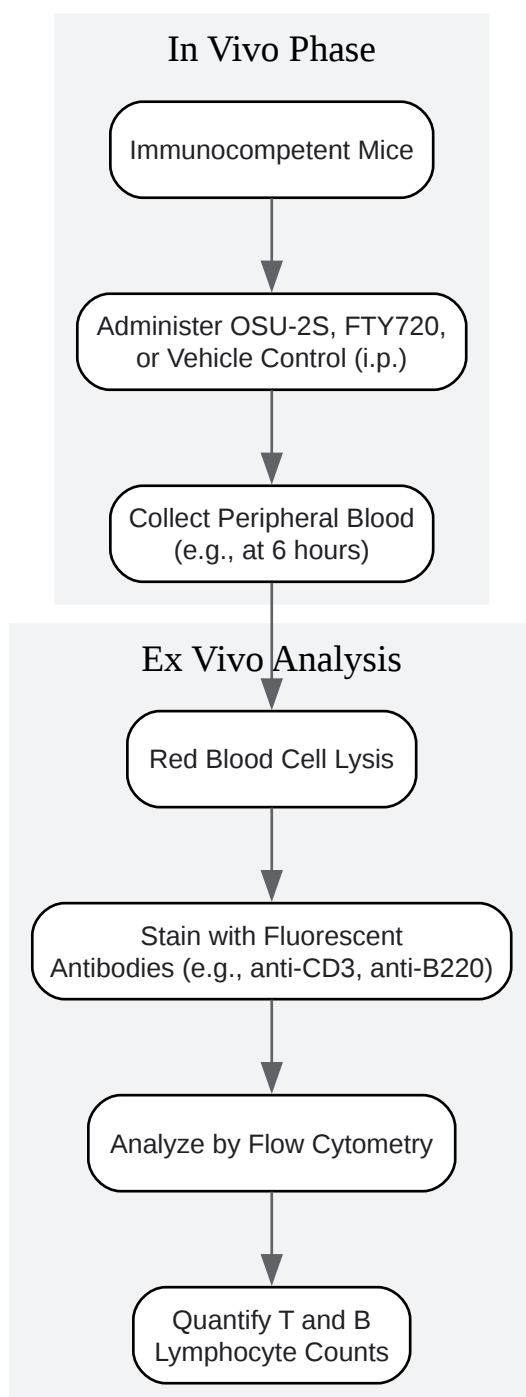 In Vivo Phase
Immunocompetent Mice
Administer OSU-2S, FTY720,
or Vehicle Control (i.p.)
Collect Peripheral Blood
(e.g., at 6 hours)
Ex Vivo Analysis
Red Blood Cell Lysis
Stain with Fluorescent
Antibodies (e.g., anti-CD3, anti-B220)
Analyze by Flow Cytometry
Quantify T and B
Lymphocyte Counts